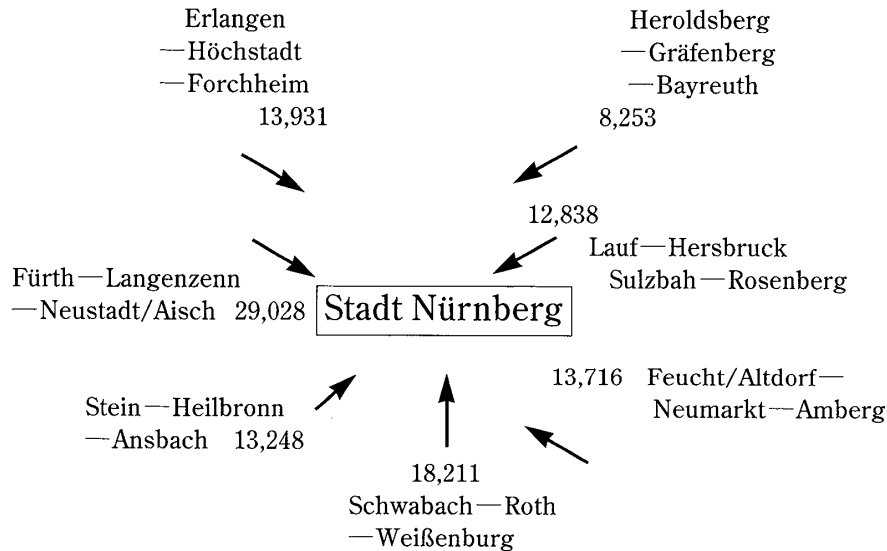 Erlangen
—Höchstadt
—Forchheim
13,931
Heroldsberg
—Gräfenberg
—Bayreuth
8,253
12,838
Lauf—Hersbruck
Sulzbah—Rosenberg
Fürth—Langenzenn
—Neustadt/Aisch 29,028
Stadt Nürnberg
13,716 Feucht/Altdorf—
Neumarkt—Amberg
Stein—Heilbronn
—Ansbach 13,248
18,211
Schwabach—Roth
—Weißenburg